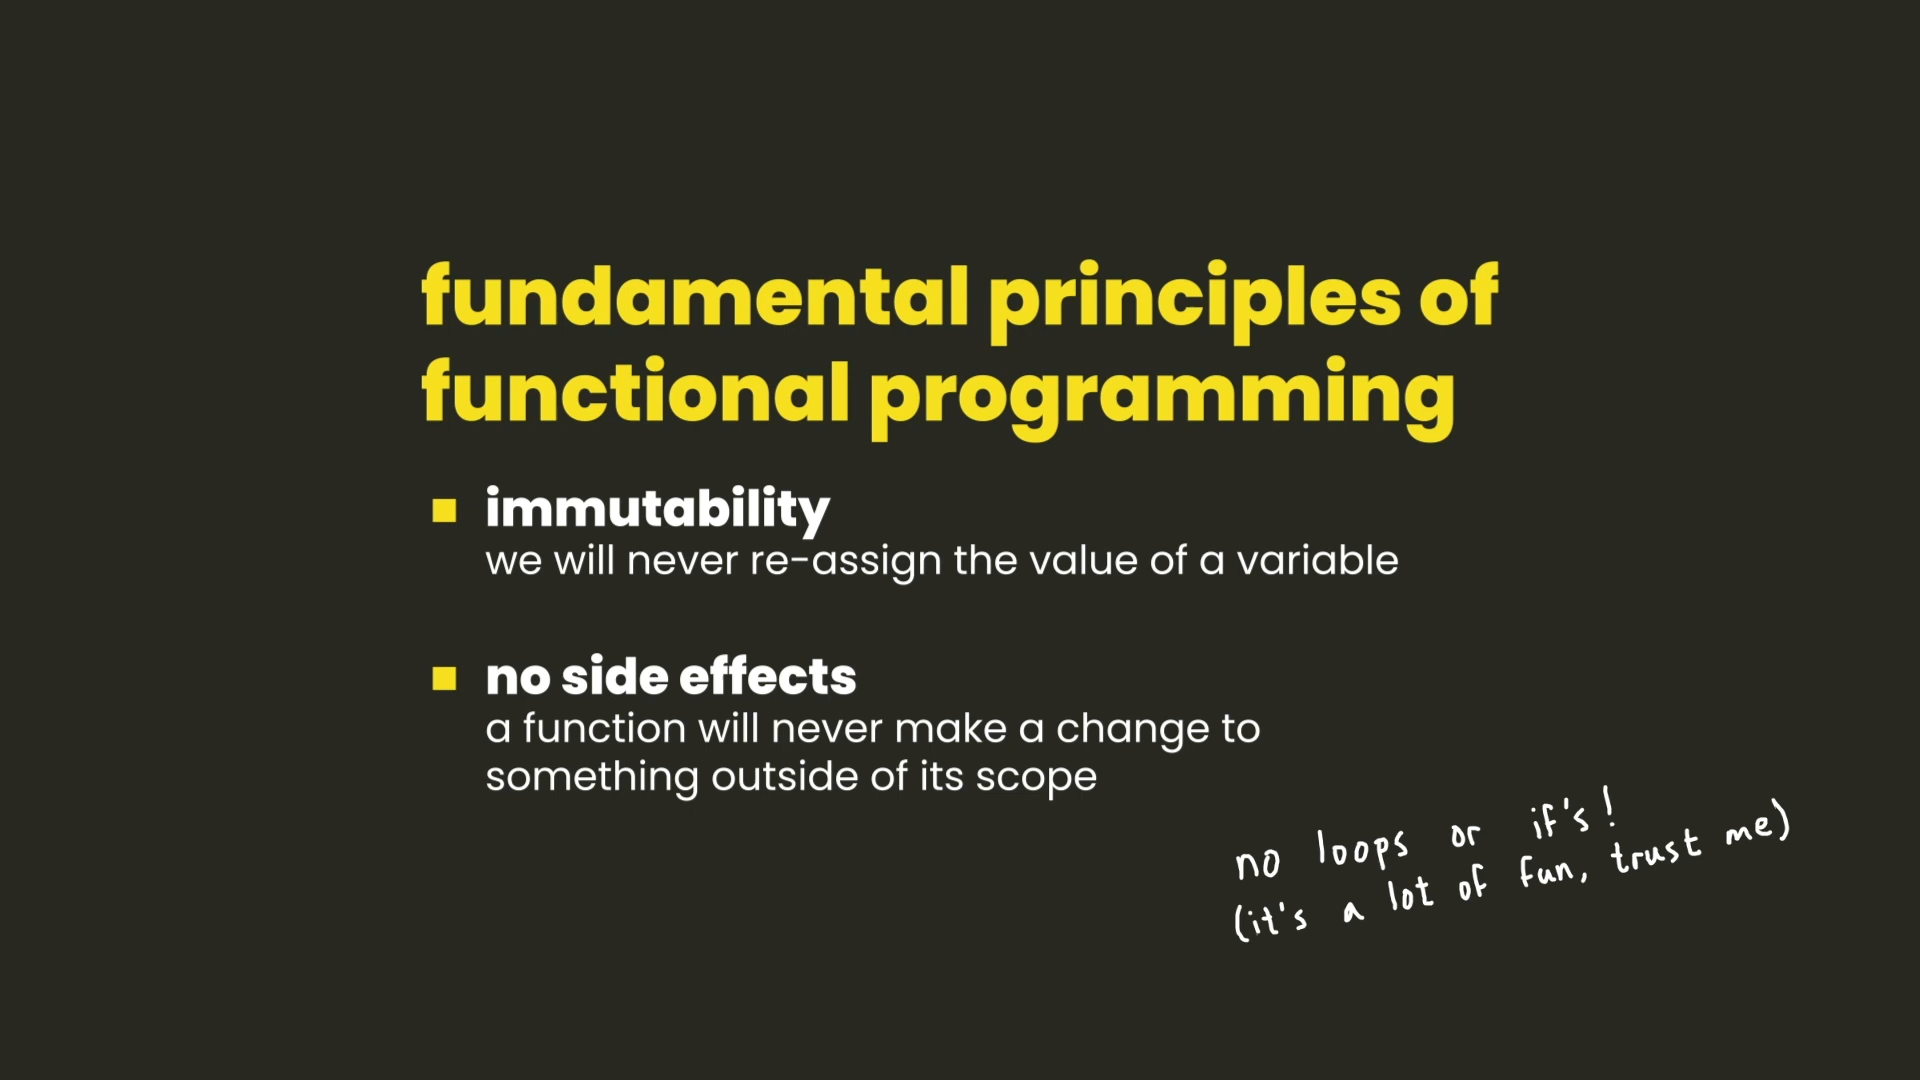 fundamental principles of
functional programming
immutability
we will never re-assign the value of a variable
no side effects
a function will never make a change to
something outside of its scope
no loops or if's!
(it's a lot of fun, trust me)